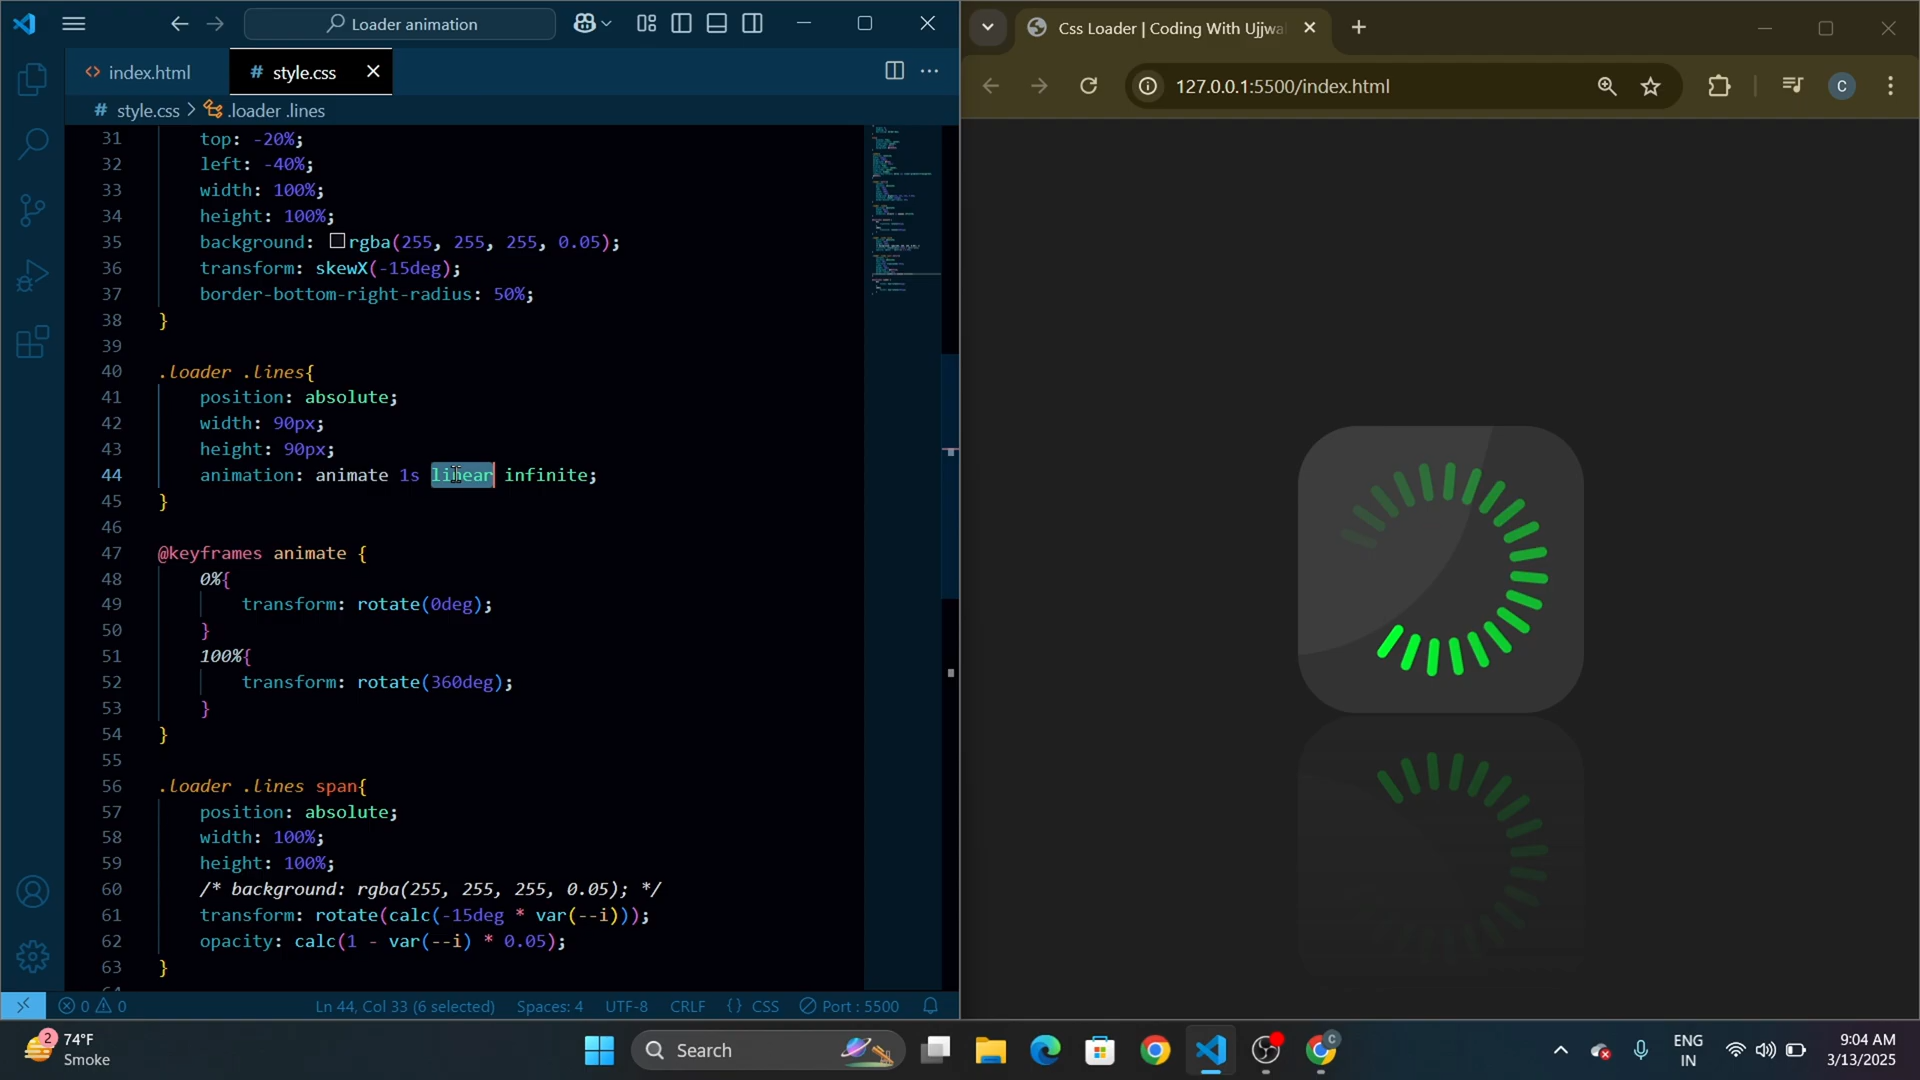 Loader animation
index.html
# style.css
# style.css > .loader .lines
31 top: -20%;
32 left: -40%;
33 width: 100%;
34 height: 100%;
35 background: rgba(255, 255, 255, 0.05);
36 transform: skewX(-15deg);
37 border-bottom-right-radius: 50%;
38 }
39
40 .loader .lines{
41 position: absolute;
42 width: 90px;
43 height: 90px;
44 animation: animate 1s linear infinite;
45 }
46
47 @keyframes animate {
48 0%{
49 transform: rotate(0deg);
50 }
51 100%{
52 transform: rotate(360deg);
53 }
54 }
55
56 .loader .lines span{
57 position: absolute;
58 width: 100%;
59 height: 100%;
60 /* background: rgba(255, 255, 255, 0.05); */
61 transform: rotate(calc(-15deg * var(--i)));
62 opacity: calc(1 - var(--i) * 0.05);
63 }
0 0 Ln 44, Col 33 (6 selected) Spaces: 4 UTF-8 CRLF {} CSS Port : 5500
Css Loader | Coding With Ujjwa
127.0.0.1:5500/index.html
C
2
74°F
Smoke
Search
C
ENG
IN
9:04 AM
3/13/2025